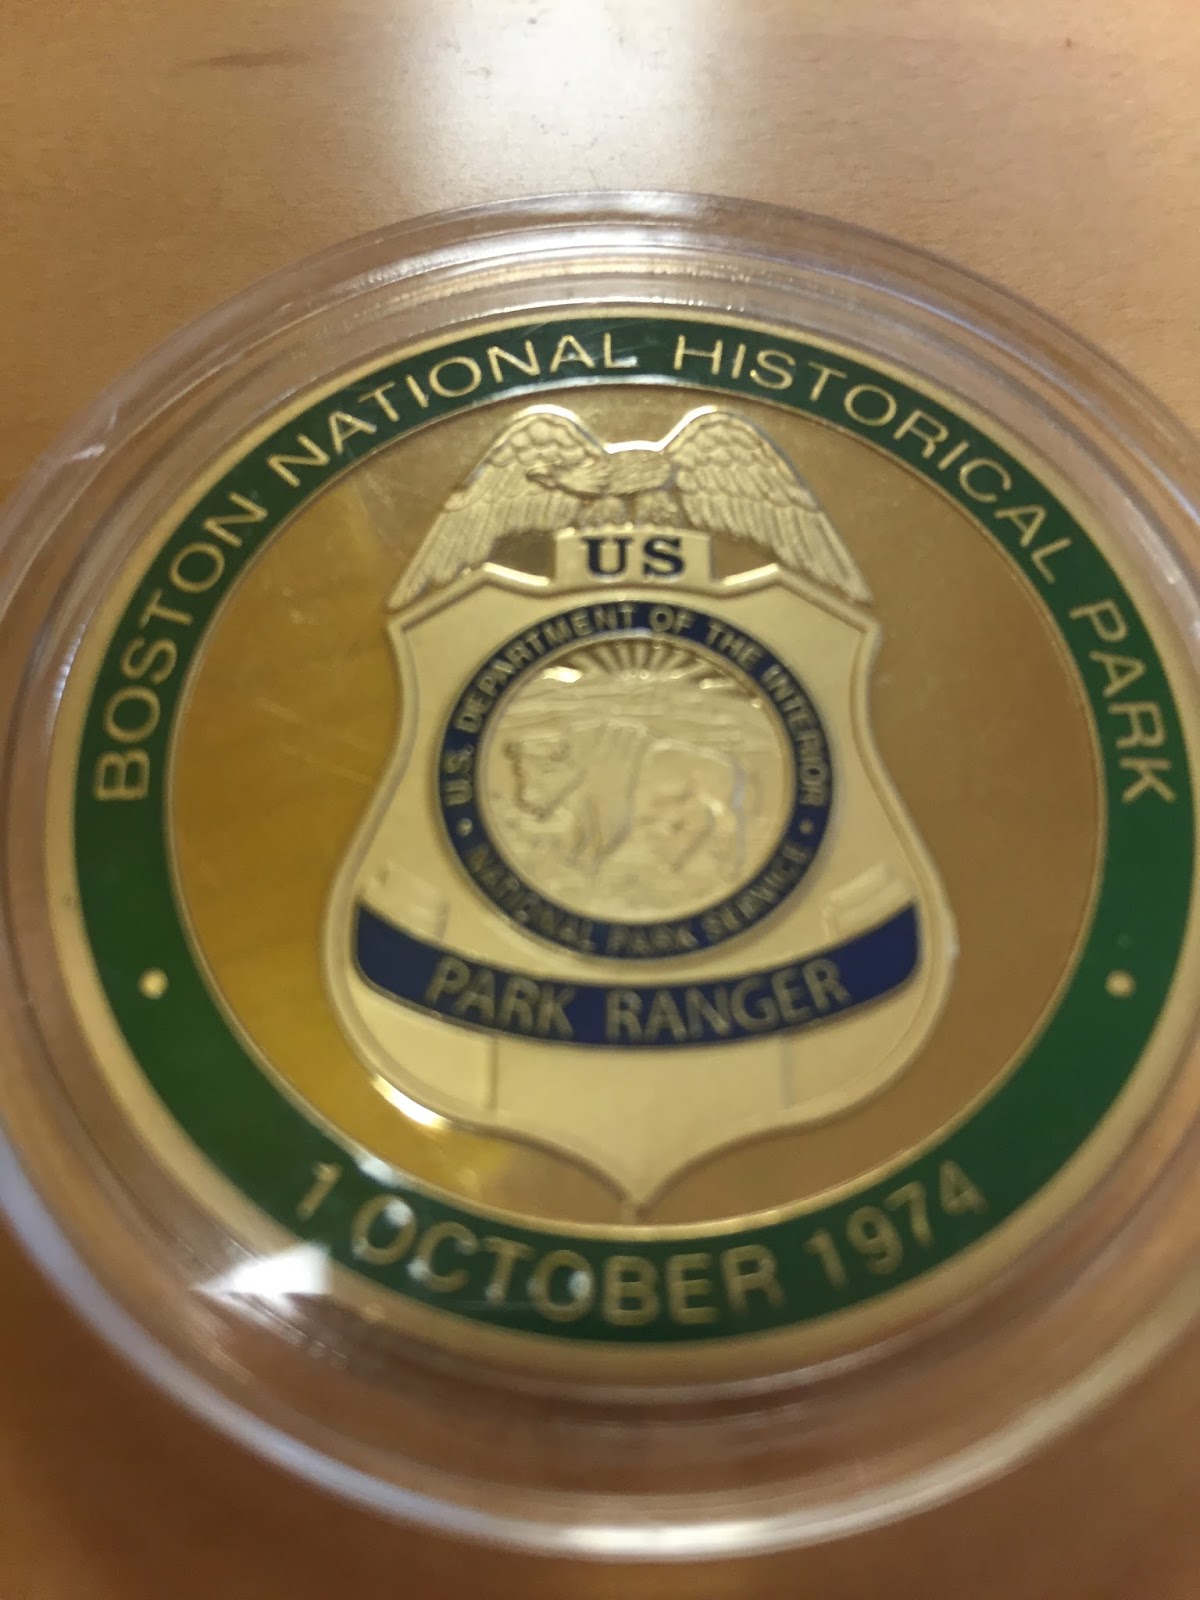 BOSTON NATIONAL HISTORICAL PARK
US
U.S. DEPARTMENT OF THE INTERIOR
• NATIONAL PARK SERVICE •
PARK RANGER
• 1 OCTOBER 1974 •